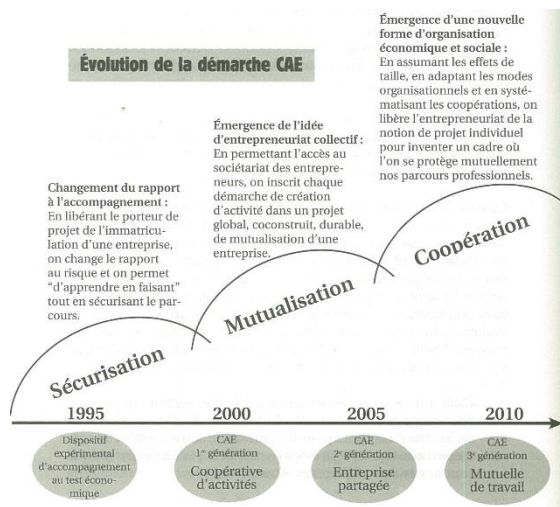 Évolution de la démarche CAE
Changement du rapport
à l'accompagnement :
En libérant le porteur de
projet de l'immatricu-
lation d'une entreprise,
on change le rapport
au risque et on permet
"d'apprendre en faisant"
tout en sécurisant le par-
cours.
Émergence de l'idée
d'entrepreneuriat collectif :
En permettant l'accès au
sociétariat des entrepre-
neurs, on inscrit chaque
démarche de création
d'activité dans un projet
global, coconstruit, durable,
de mutualisation d'une
entreprise.
Émergence d'une nouvelle
forme d'organisation
économique et sociale :
En assumant les effets de
taille, en adaptant les modes
organisationnels et en systé-
matisant les coopérations, on
libère l'entrepreneuriat de la
notion de projet individuel
pour inventer un cadre où
l'on se protège mutuellement
nos parcours professionnels.
Sécurisation
Mutualisation
Coopération
1995
2000
2005
2010
Dispositif
expérimental
d'accompagnement
au test écono-
mique
CAE
1re génération
Coopérative
d'activités
CAE
2e génération
Entreprise
partagée
CAE
3e génération
Mutuelle
de travail